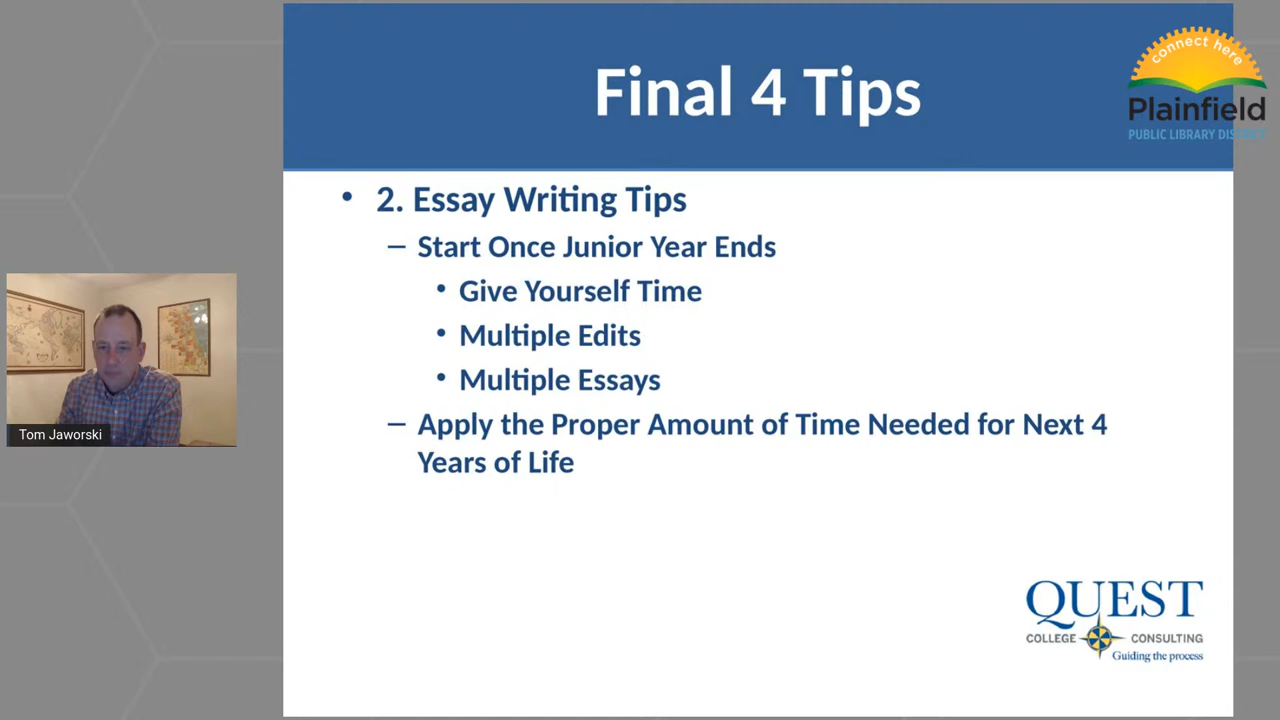 Final 4 Tips
connect here
Plainfield
PUBLIC LIBRARY DISTRICT
• 2. Essay Writing Tips
– Start Once Junior Year Ends
• Give Yourself Time
• Multiple Edits
• Multiple Essays
– Apply the Proper Amount of Time Needed for Next 4
Years of Life
Tom Jaworski
QUEST
COLLEGE CONSULTING
Guiding the process